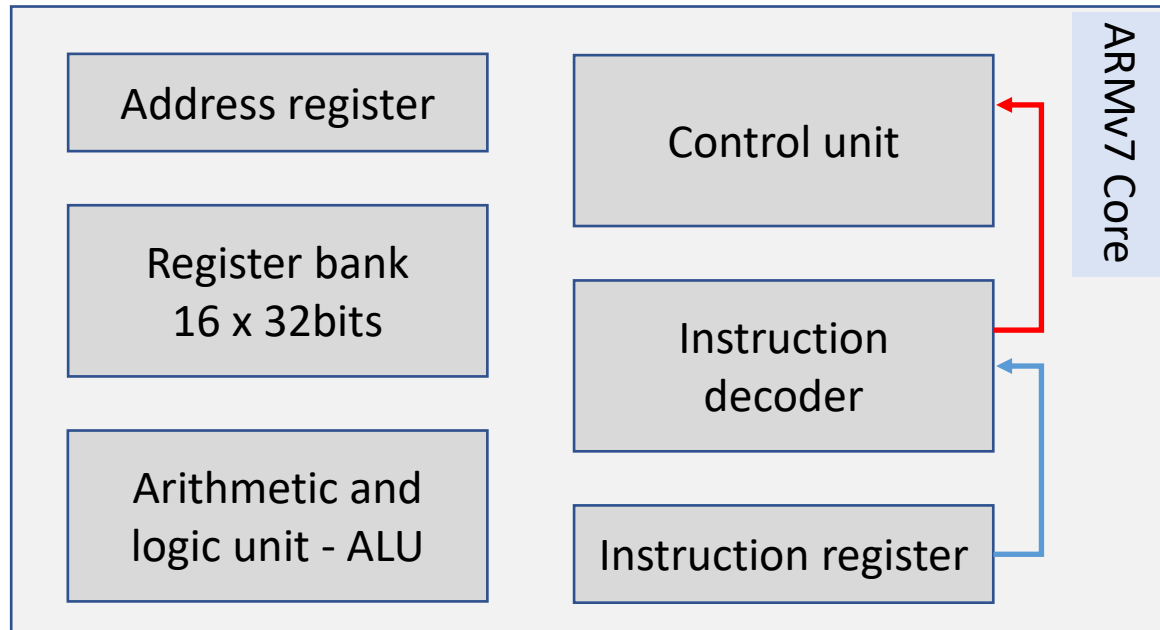 Address register
Register bank
16 x 32bits
Arithmetic and
logic unit - ALU
Control unit
Instruction
decoder
Instruction register
ARMv7 Core